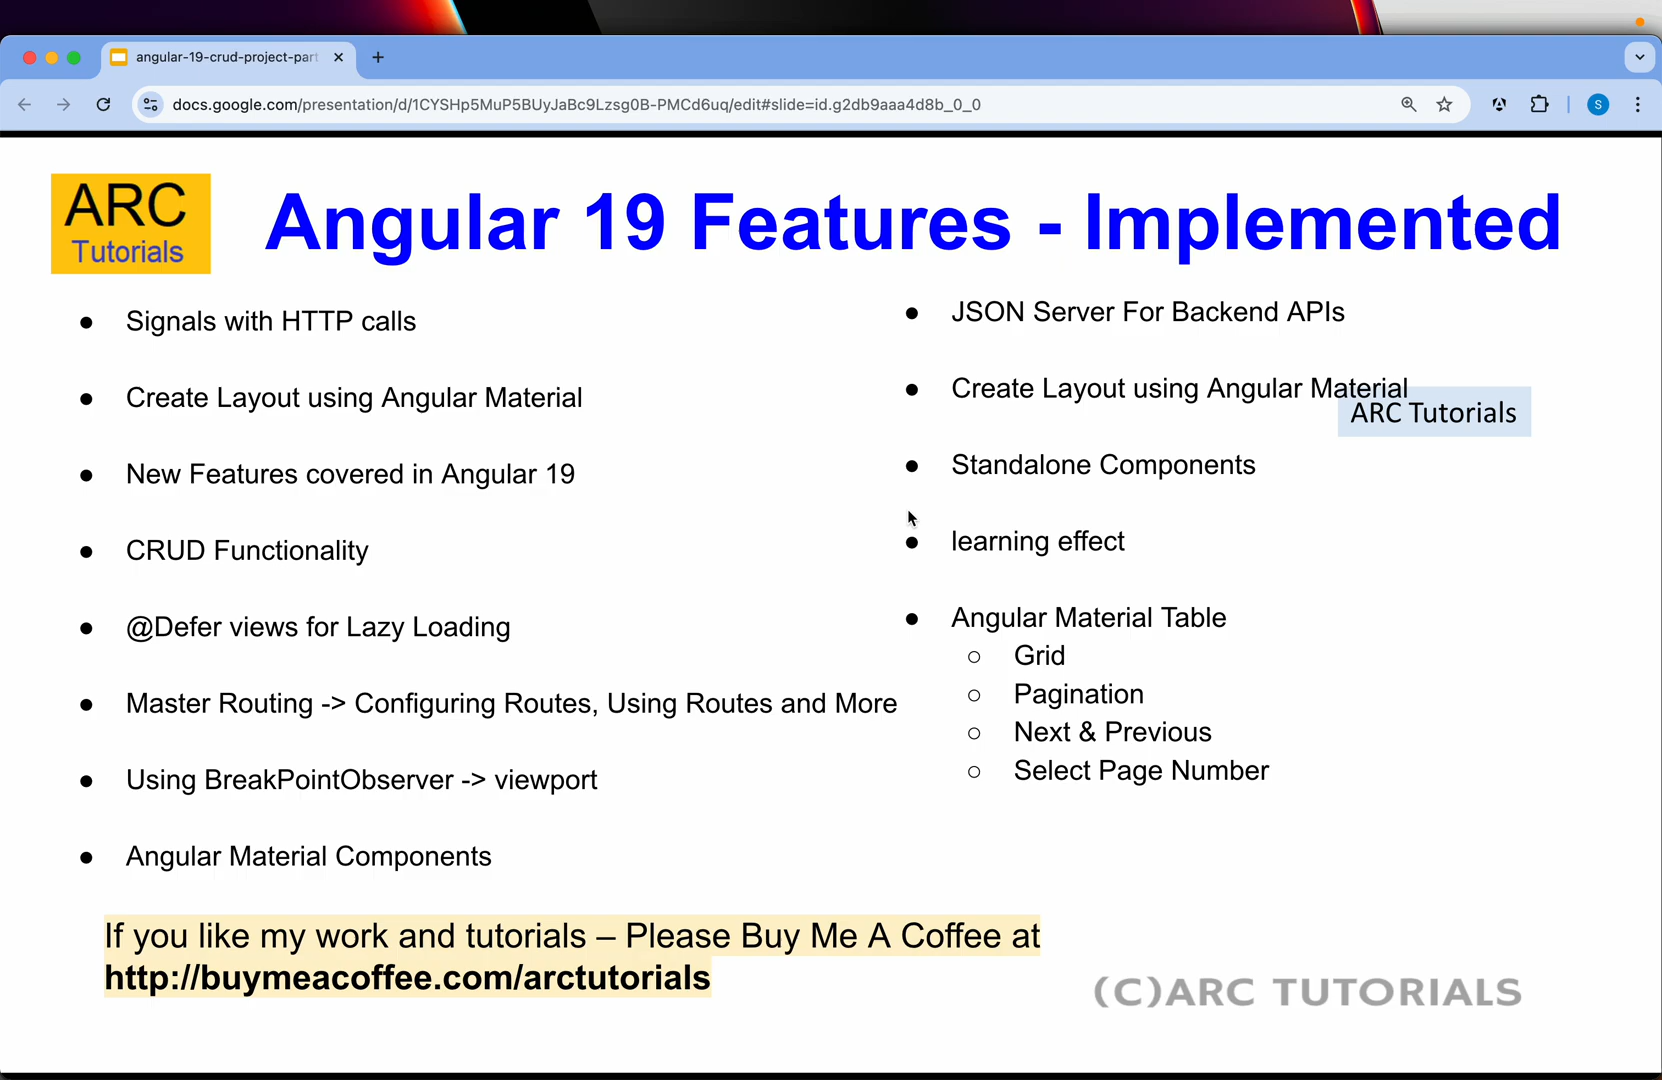 angular-19-crud-project-part
docs.google.com/presentation/d/1CYSHp5MuP5BUyJaBc9Lzsg0B-PMCd6uq/edit#slide=id.g2db9aaa4d8b_0_0
S
ARC
Tutorials
Angular 19 Features - Implemented
Signals with HTTP calls
Create Layout using Angular Material
New Features covered in Angular 19
CRUD Functionality
@Defer views for Lazy Loading
Master Routing -> Configuring Routes, Using Routes and More
Using BreakPointObserver -> viewport
Angular Material Components
JSON Server For Backend APIs
Create Layout using Angular Material
ARC Tutorials
Standalone Components
learning effect
Angular Material Table
Grid
Pagination
Next & Previous
Select Page Number
If you like my work and tutorials – Please Buy Me A Coffee at
http://buymeacoffee.com/arctutorials
(C)ARC TUTORIALS